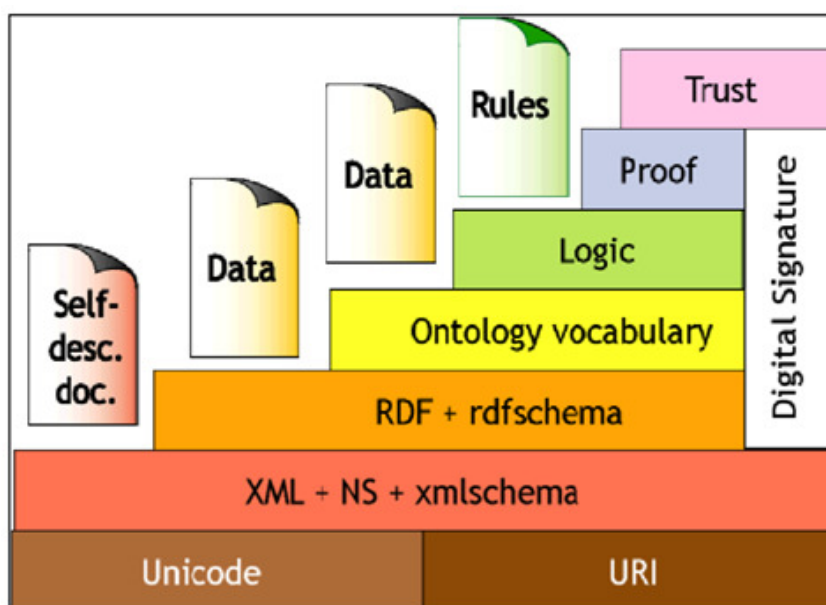 Rules
Trust
Data
Proof
Data
Logic
Self-
desc.
doc.
Ontology vocabulary
Digital Signature
RDF + rdfschema
XML + NS + xmlschema
Unicode
URI